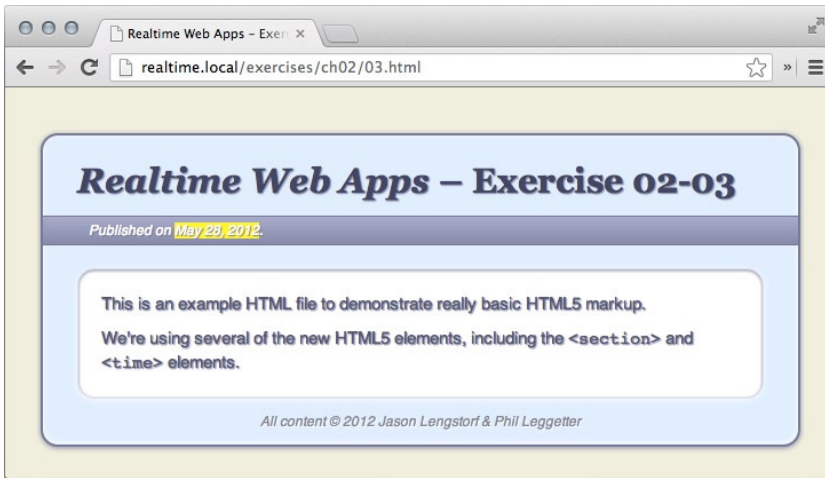 Realtime Web Apps – Exer
realtime.local/exercises/ch02/03.html
Realtime Web Apps – Exercise 02-03
Published on May 28, 2012.
This is an example HTML file to demonstrate really basic HTML5 markup.
We're using several of the new HTML5 elements, including the <section> and
<time> elements.
All content © 2012 Jason Lengstorf & Phil Leggetter